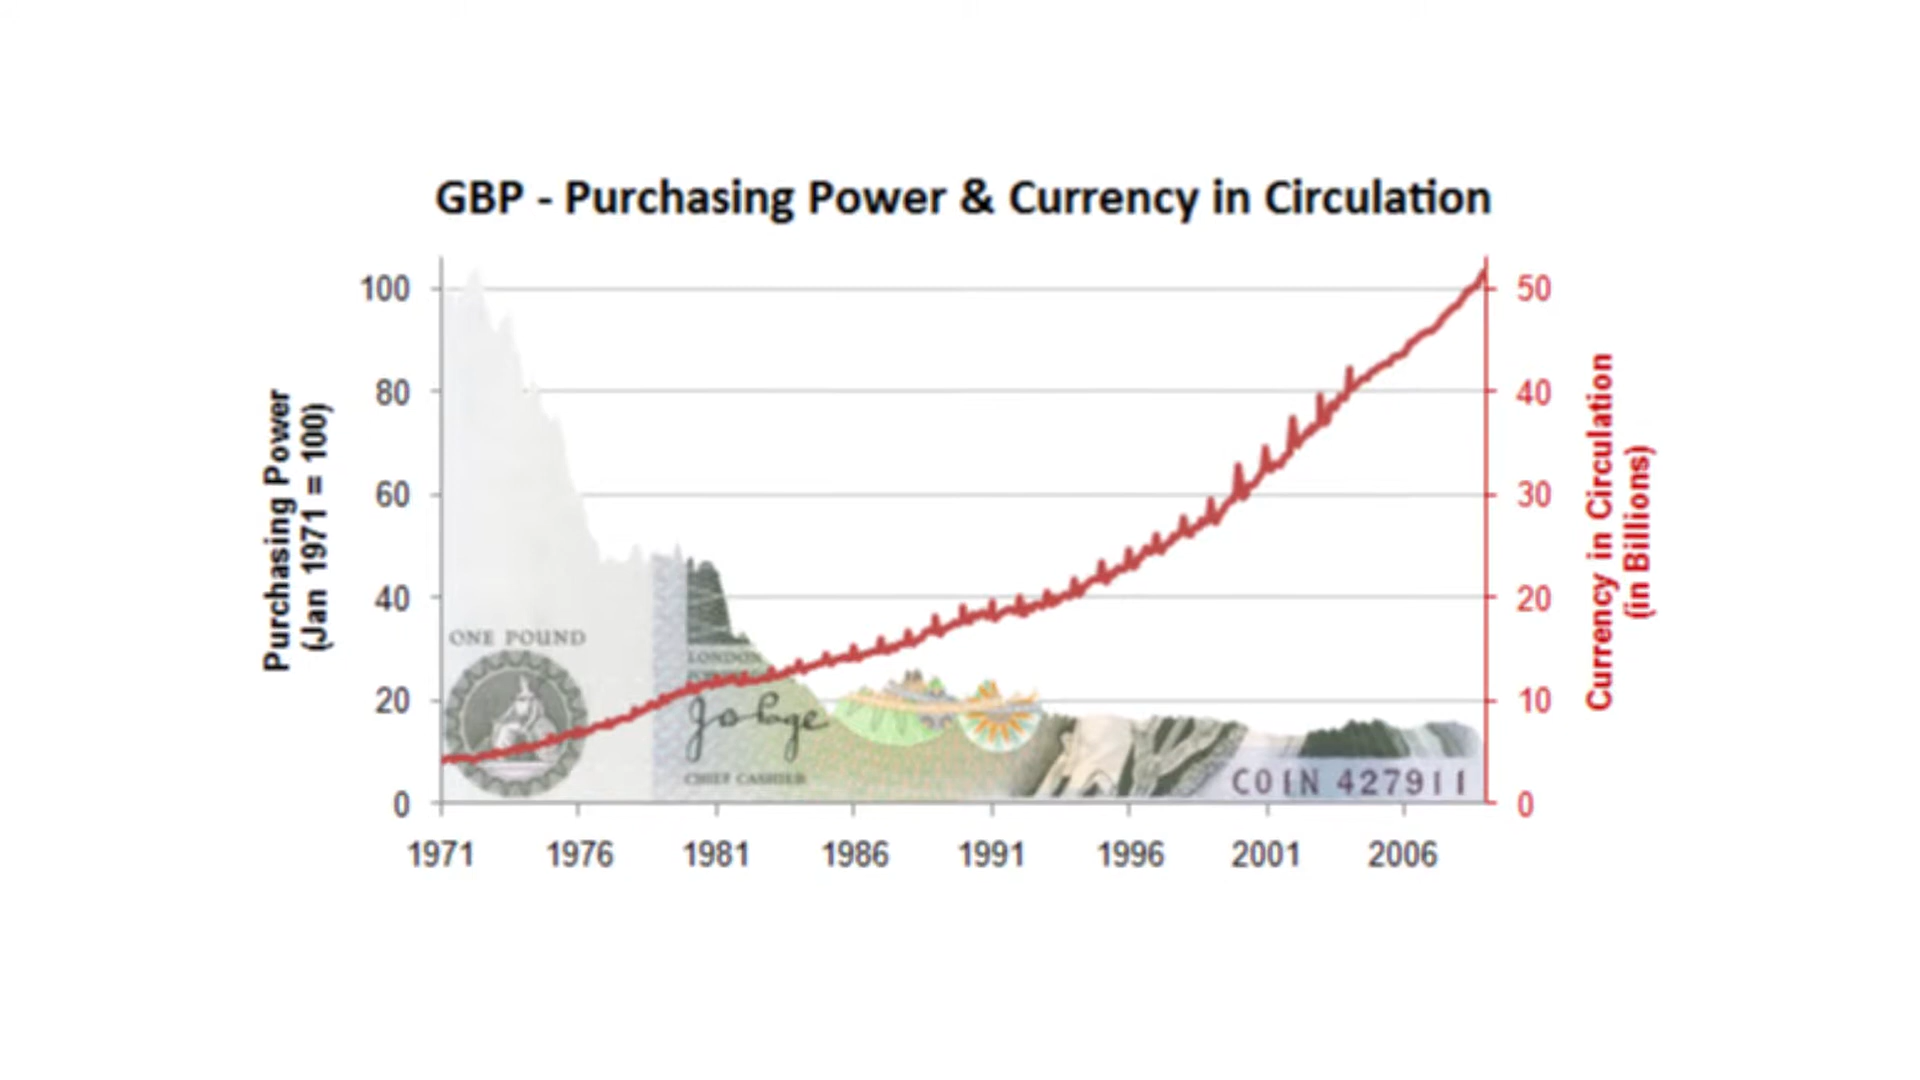 GBP - Purchasing Power & Currency in Circulation
Purchasing Power
(Jan 1971 = 100)
100
80
60
40
20
0
50
40
30
20
10
0
Currency in Circulation
(in Billions)
ONE POUND
LONDON
CHIEF CASHIER
COIN 427911
1971
1976
1981
1986
1991
1996
2001
2006